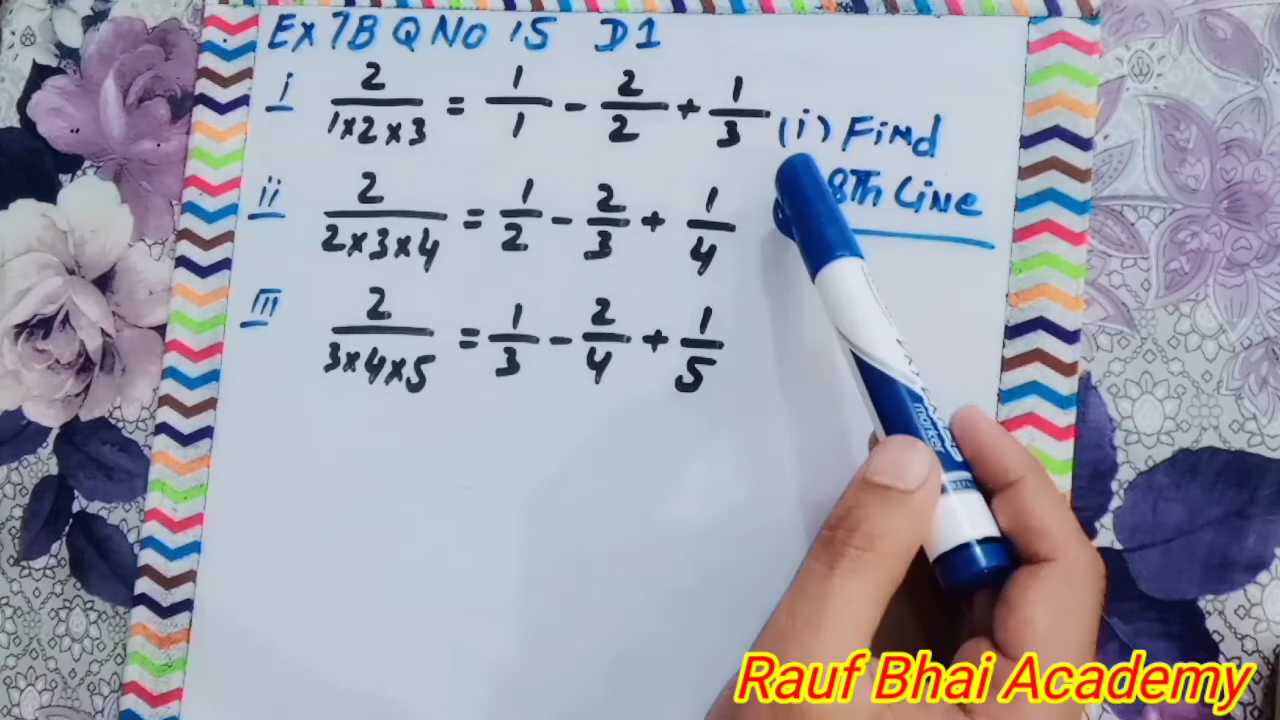 Ex 7B Q No 15 D1
i 2/(1×2×3) = 1/1 - 2/2 + 1/3 (i) Find
8Th Line
ii 2/(2×3×4) = 1/2 - 2/3 + 1/4
iii 2/(3×4×5) = 1/3 - 2/4 + 1/5
marker
Rauf Bhai Academy